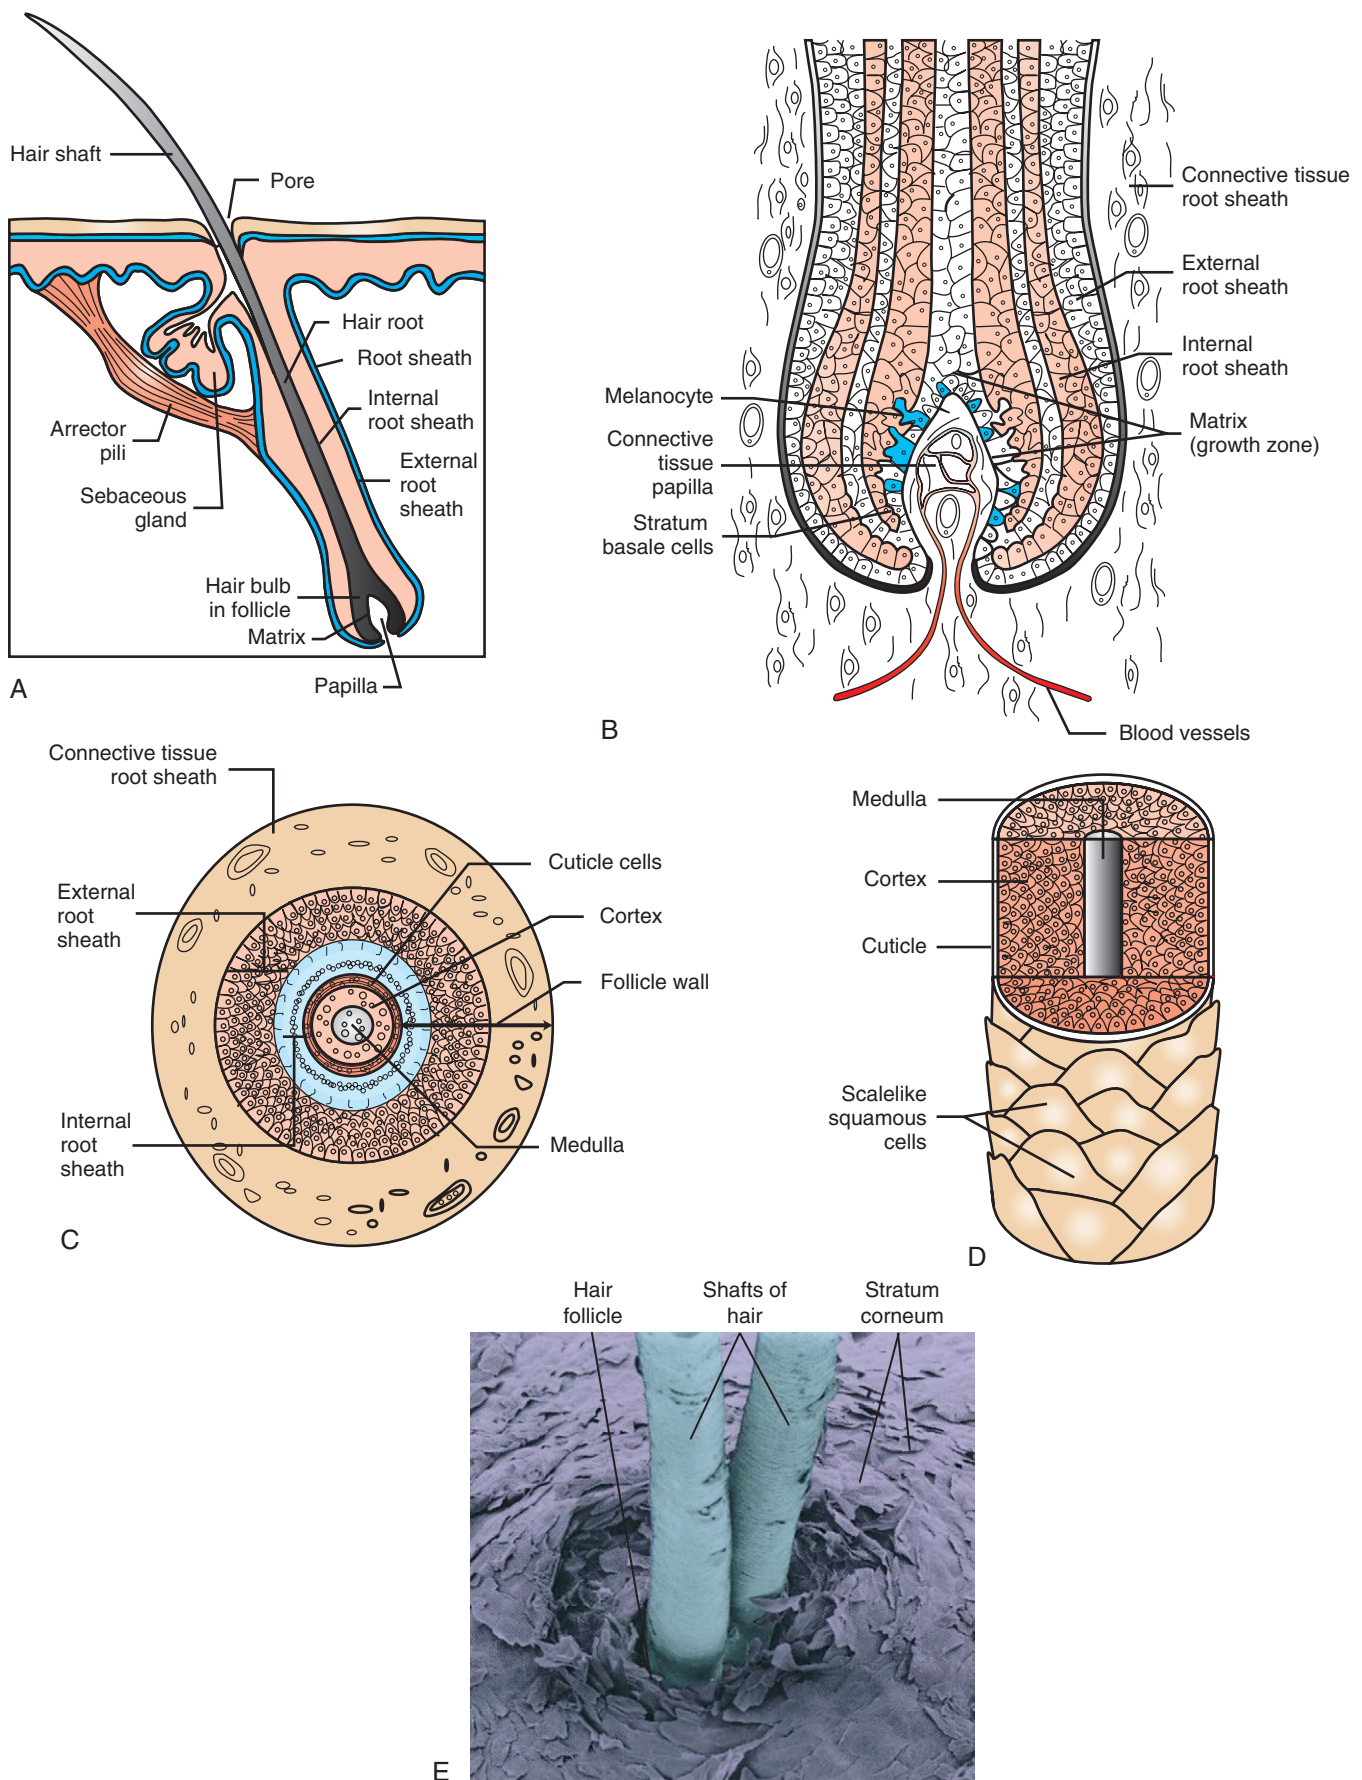 Hair shaft
Pore
Hair root
Root sheath
Internal
root sheath
External
root
sheath
Arrector
pili
Sebaceous
gland
Hair bulb
in follicle
Matrix
Papilla
A
Connective tissue
root sheath
External
root sheath
Internal
root sheath
Matrix
(growth zone)
Melanocyte
Connective
tissue
papilla
Stratum
basale cells
Blood vessels
B
Connective tissue
root sheath
External
root
sheath
Internal
root
sheath
Cuticle cells
Cortex
Follicle wall
Medulla
C
Medulla
Cortex
Cuticle
Scalelike
squamous
cells
D
Hair
follicle
Shafts of
hair
Stratum
corneum
E